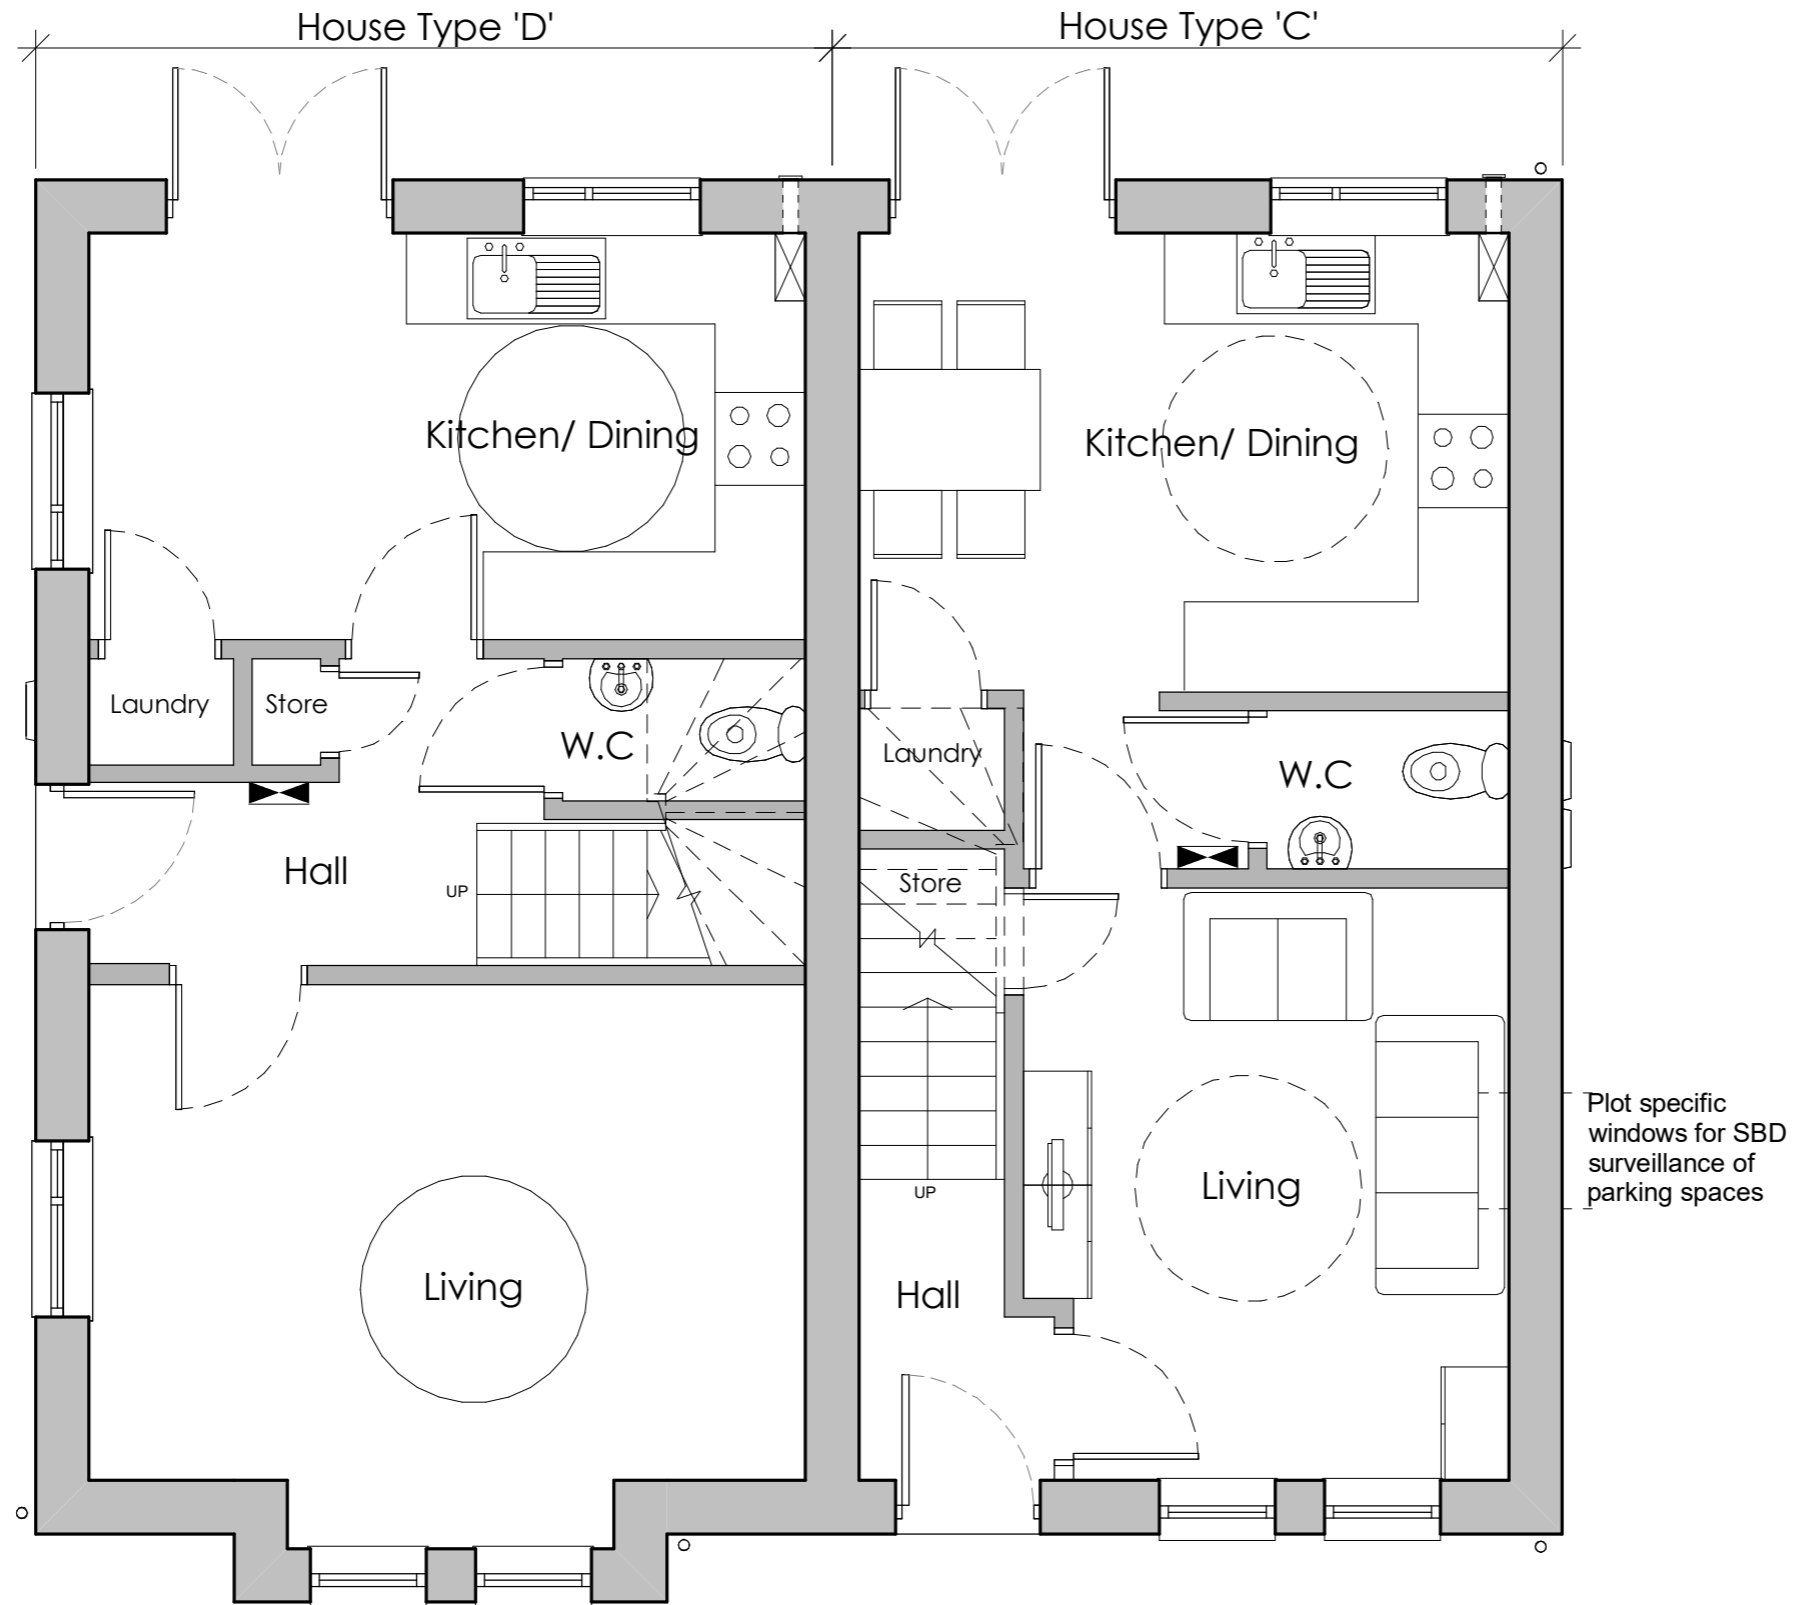 House Type 'D'
House Type 'C'
Kitchen/ Dining
Kitchen/ Dining
Laundry
Store
W.C
Laundry
W.C
Hall
UP
Store
Plot specific
windows for SBD
surveillance of
parking spaces
UP
Living
Living
Hall